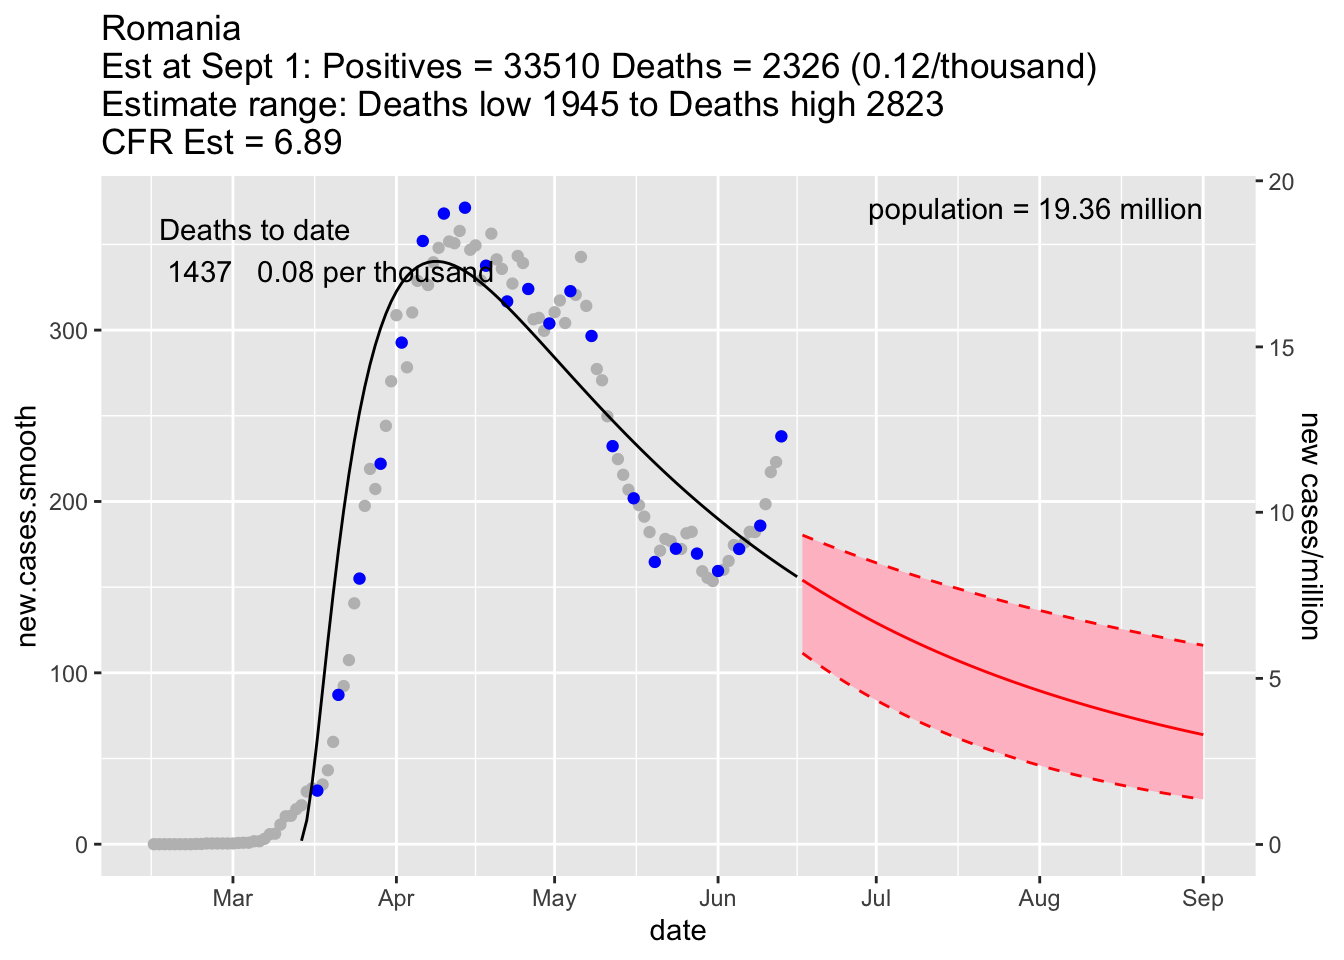 Romania
Est at Sept 1: Positives = 33510 Deaths = 2326 (0.12/thousand)
Estimate range: Deaths low 1945 to Deaths high 2823
CFR Est = 6.89
Deaths to date
1437 0.08 per thousand
population = 19.36 million
new.cases.smooth
300
200
100
0
20
15
10
5
0
new cases/million
Mar Apr May Jun Jul Aug Sep
date